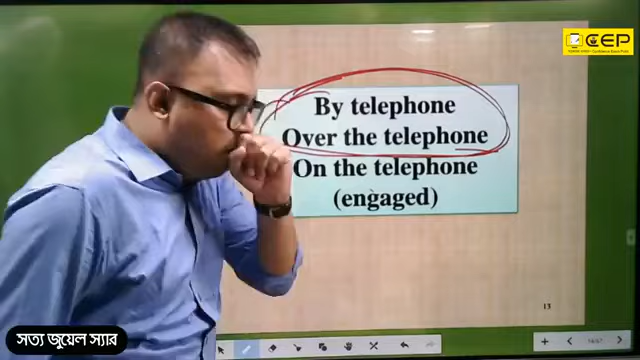 CEP
By telephone
Over the telephone
On the telephone
(engaged)
13
সত্য জুয়েল স্যার